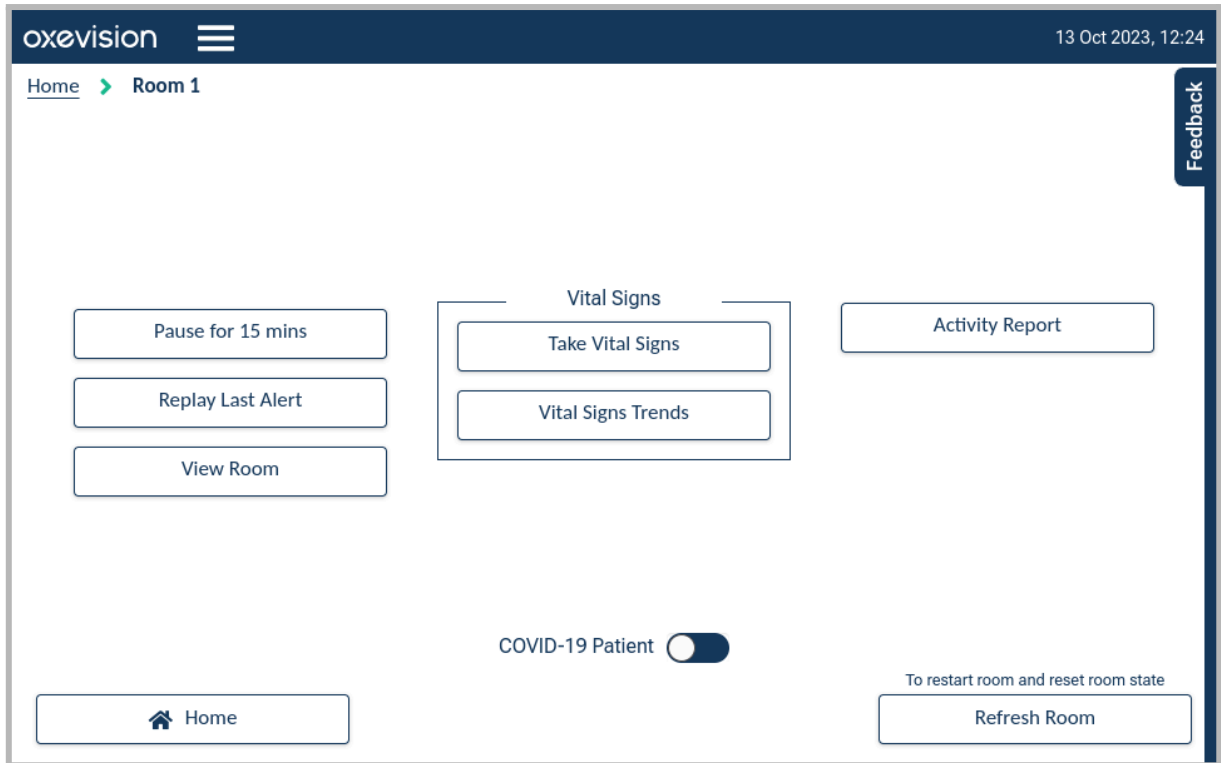 oxevision
13 Oct 2023, 12:24
Home > Room 1
Feedback
Pause for 15 mins
Replay Last Alert
View Room
Vital Signs
Take Vital Signs
Vital Signs Trends
Activity Report
COVID-19 Patient
Home
To restart room and reset room state
Refresh Room